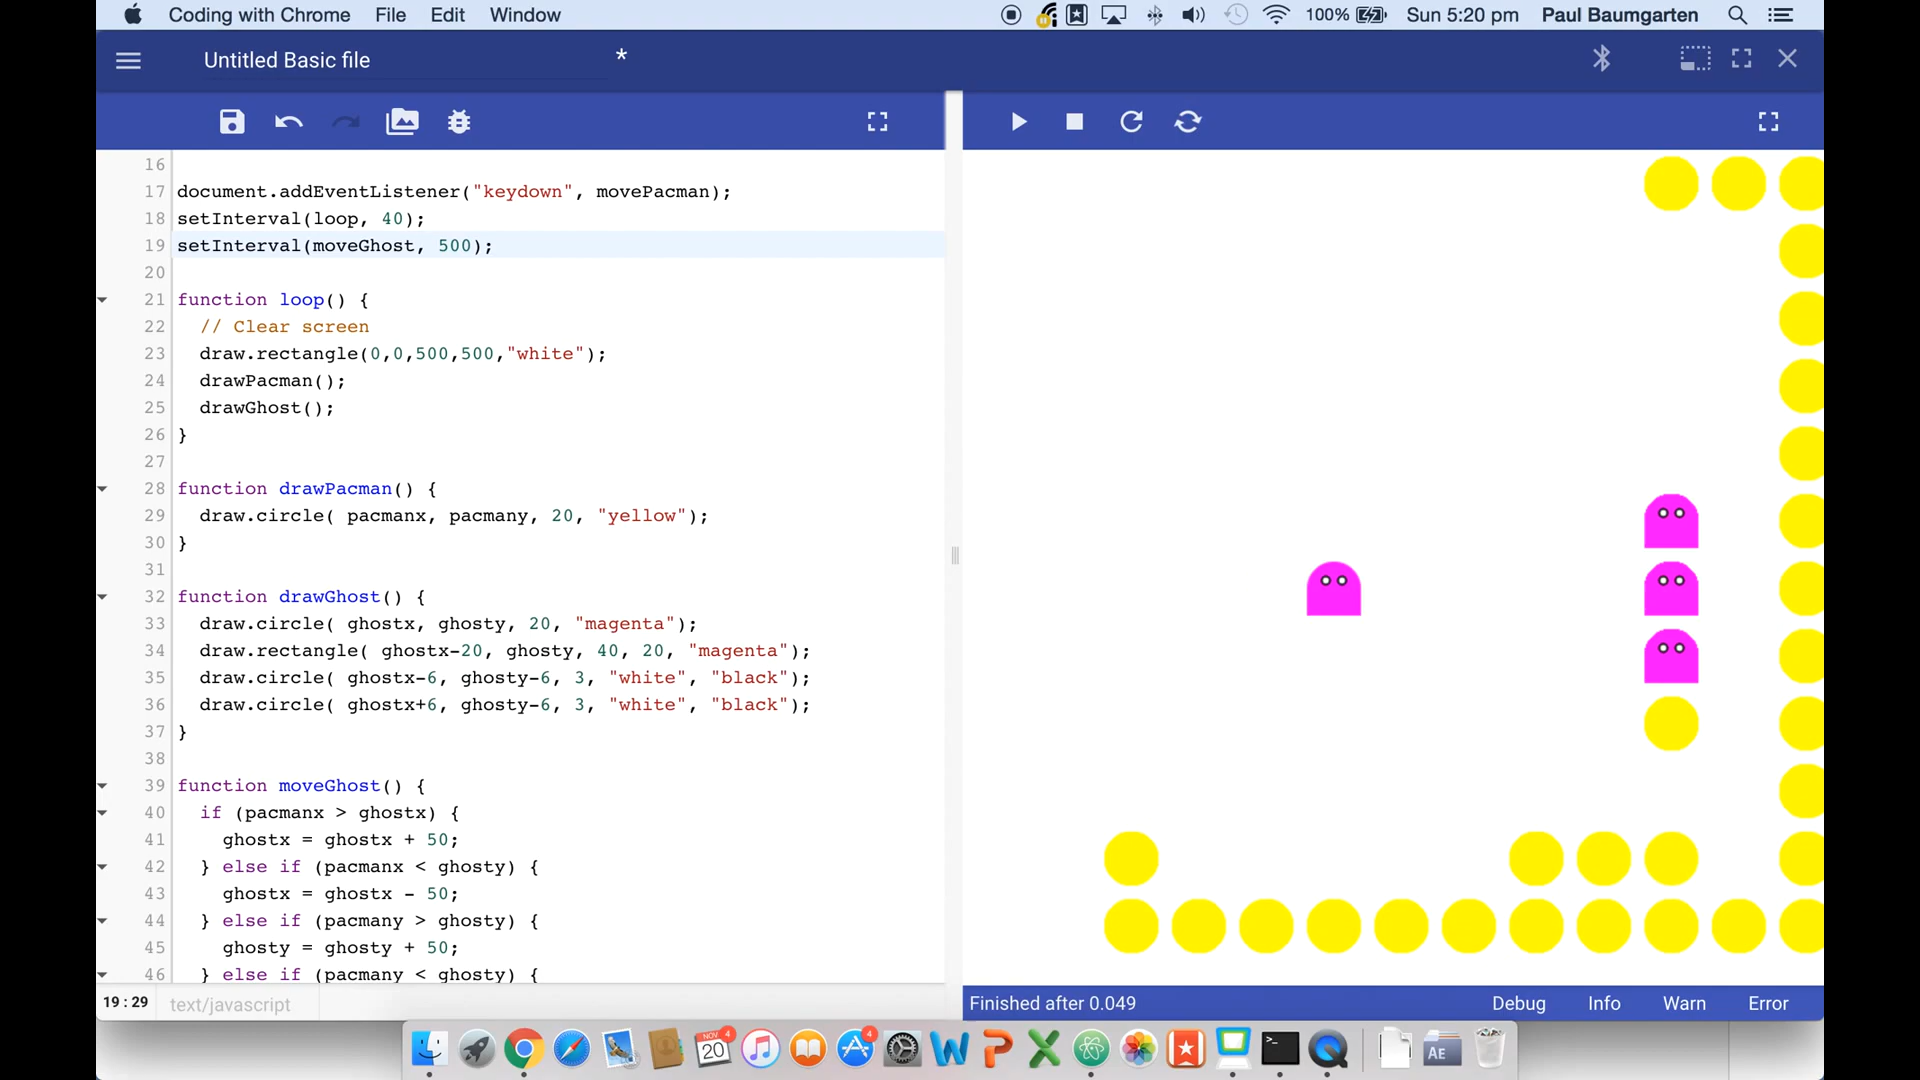 Coding with Chrome File Edit Window 100% Sun 5:20 pm Paul Baumgarten
Untitled Basic file *
16
17 document.addEventListener("keydown", movePacman);
18 setInterval(loop, 40);
19 setInterval(moveGhost, 500);
20
21 function loop() {
22 // Clear screen
23 draw.rectangle(0,0,500,500,"white");
24 drawPacman();
25 drawGhost();
26 }
27
28 function drawPacman() {
29 draw.circle( pacmanx, pacmany, 20, "yellow");
30 }
31
32 function drawGhost() {
33 draw.circle( ghostx, ghosty, 20, "magenta");
34 draw.rectangle( ghostx-20, ghosty, 40, 20, "magenta");
35 draw.circle( ghostx-6, ghosty-6, 3, "white", "black");
36 draw.circle( ghostx+6, ghosty-6, 3, "white", "black");
37 }
38
39 function moveGhost() {
40 if (pacmanx > ghostx) {
41 ghostx = ghostx + 50;
42 } else if (pacmanx < ghosty) {
43 ghostx = ghostx - 50;
44 } else if (pacmany > ghosty) {
45 ghosty = ghosty + 50;
46 } else if (pacmany < ghosty) {
19:29 text/javascript
Finished after 0.049 Debug Info Warn Error
NOV 20 4
4
AE